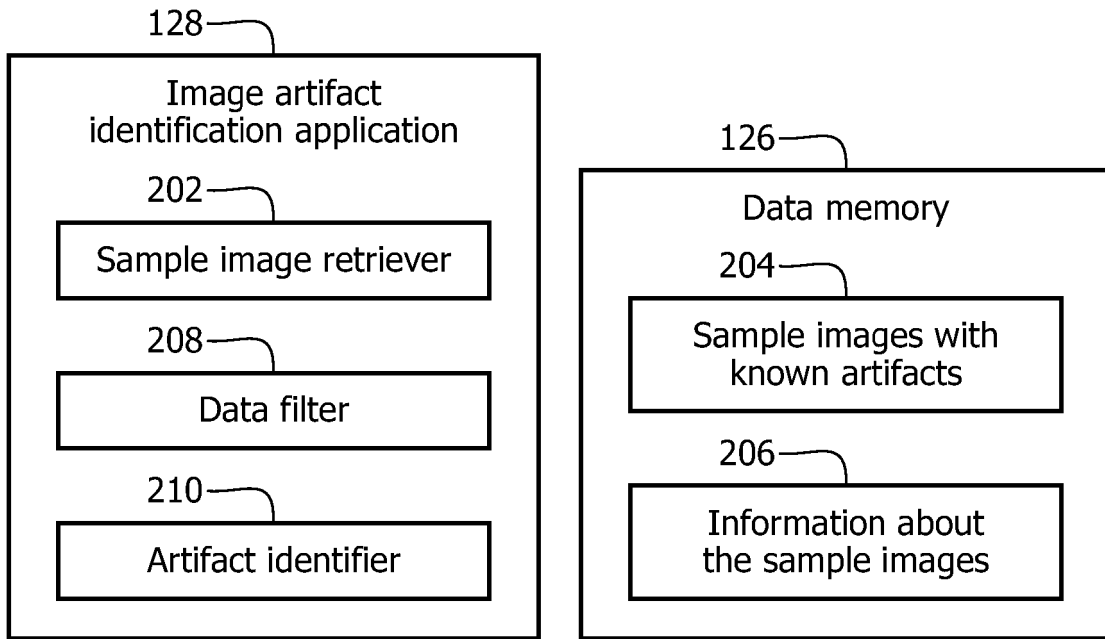 128
Image artifact
identification application
202
Sample image retriever
208
Data filter
210
Artifact identifier
126
Data memory
204
Sample images with
known artifacts
206
Information about
the sample images